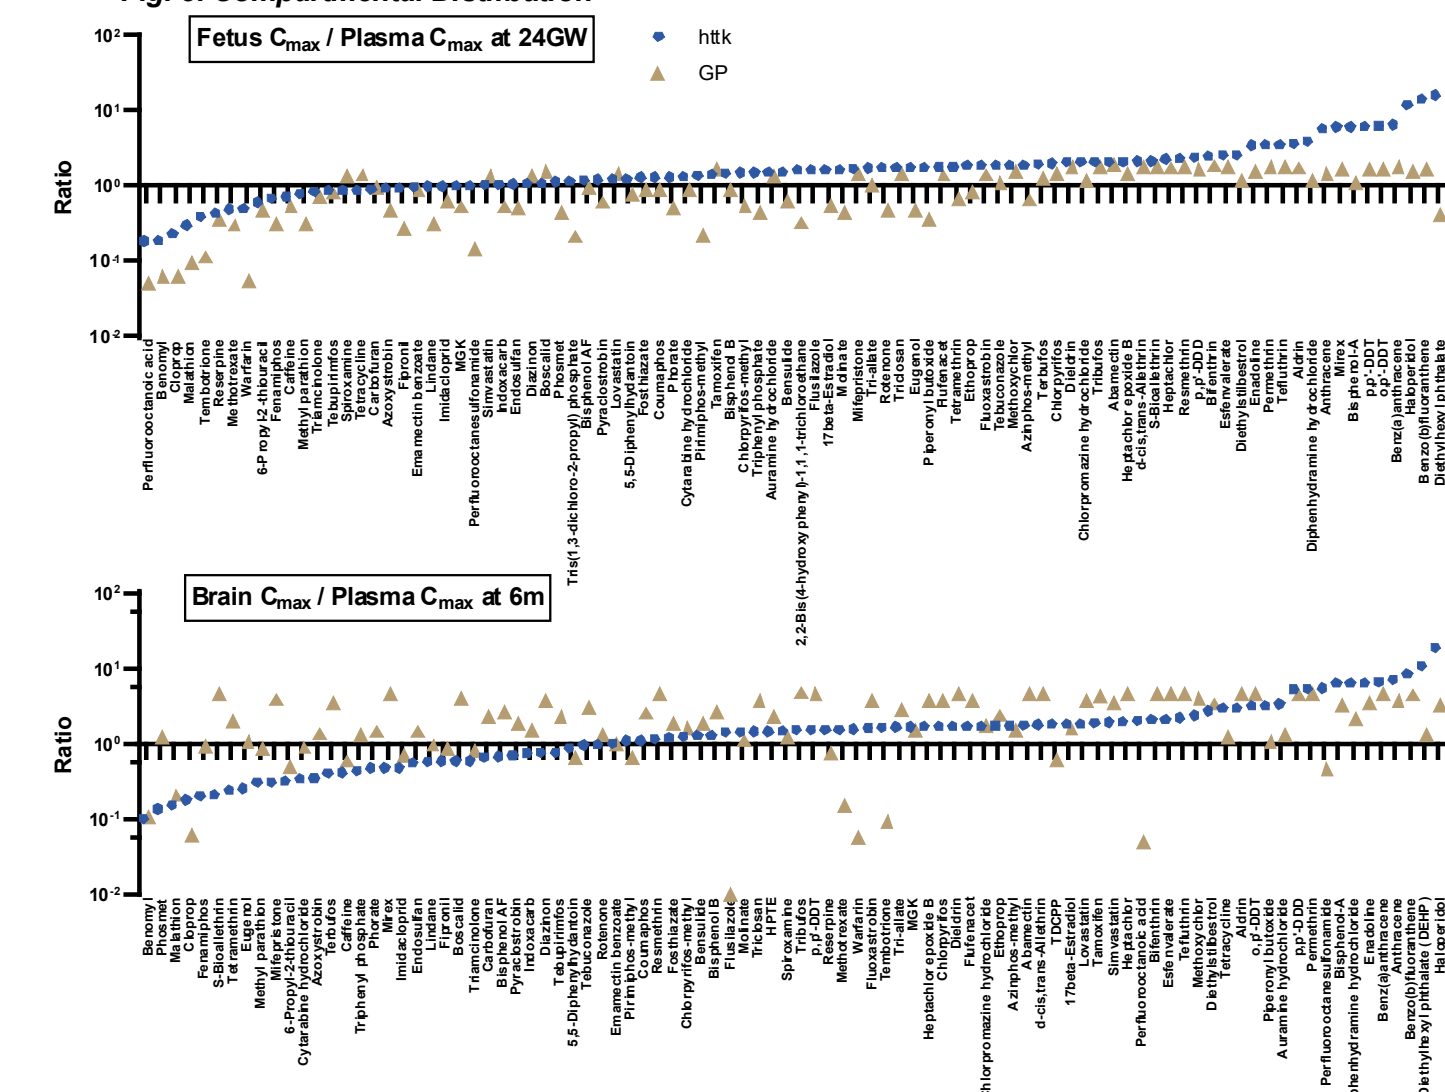 Fig. 6. Compartmental Distribution
Fetus Cmax / Plasma Cmax at 24GW
httk
GP
Ratio
10²
10¹
10⁰
10⁻¹
10⁻²
Perfluorooctanoic acid
Benomyl
Cloprop
Malathion
Tembotrione
Reserpine
Methotrexate
Warfarin
6-Propyl-2-thiouracil
Fenamiphos
Caffeine
Methyl parathion
Triamcinolone
Tebupirimfos
Spiroxamine
Tetracycline
Carbofuran
Azoxystrobin
Fipronil
Emamectin benzoate
Lindane
Imidacloprid
MGK
Perfluorooctanesulfonamide
Simvastatin
Indoxacarb
Endosulfan
Diazinon
Boscalid
Phosmet
Tris(1,3-dichloro-2-propyl) phosphate
Bisphenol AF
Pyraclostrobin
Lovastatin
5,5-Diphenylhydantoin
Fosthiazate
Coumaphos
Phorate
Cytarabine hydrochloride
Pirimiphos-methyl
Tamoxifen
Bisphenol B
Chlorpyrifos-methyl
Triphenyl phosphate
Auramine hydrochloride
Bensulide
2,2-Bis(4-hydroxyphenyl)-1,1,1-trichloroethane
Flusilazole
17beta-Estradiol
Molinate
Mifepristone
Tri-allate
Rotenone
Triclosan
Eugenol
Piperonyl butoxide
Flufenacet
Tetramethrin
Ethoprop
Fluoxastrobin
Tebuconazole
Methoxychlor
Azinphos-methyl
Terbufos
Chlorpyrifos
Dieldrin
Chlorpromazine hydrochloride
Tribufos
Abamectin
Heptachlor epoxide B
d-cis,trans-Allethrin
S-Bioallethrin
Heptachlor
Resmethrin
p,p'-DDD
Bifenthrin
Esfenvalerate
Diethylstilbestrol
Enadoline
Permethrin
Tefluthrin
Aldrin
Diphenhydramine hydrochloride
Anthracene
Mirex
Bisphenol-A
p,p'-DDT
o,p'-DDT
Benz(a)anthracene
Haloperidol
Benzo(b)fluoranthene
Diethylhexyl phthalate
Brain Cmax / Plasma Cmax at 6m
Ratio
10²
10¹
10⁰
10⁻¹
10⁻²
Benomyl
Phosmet
Malathion
Cloprop
Fenamiphos
S-Bioallethrin
Tetramethrin
Eugenol
Methyl parathion
Mifepristone
6-Propyl-2-thiouracil
Cytarabine hydrochloride
Azoxystrobin
Terbufos
Caffeine
Triphenyl phosphate
Phorate
Mirex
Imidacloprid
Endosulfan
Lindane
Fipronil
Boscalid
Triamcinolone
Carbofuran
Bisphenol AF
Pyraclostrobin
Indoxacarb
Diazinon
Tebupirimfos
5,5-Diphenylhydantoin
Tebuconazole
Rotenone
Emamectin benzoate
Pirimiphos-methyl
Coumaphos
Resmethrin
Fosthiazate
Chlorpyrifos-methyl
Bensulide
Bisphenol B
Flusilazole
Molinate
Triclosan
HPTE
Spiroxamine
Tribufos
p,p'-DDT
Reserpine
Methotrexate
Warfarin
Fluoxastrobin
Tembotrione
Tri-allate
MGK
Heptachlor epoxide B
Chlorpyrifos
Dieldrin
Flufenacet
hlorpromazine hydrochloride
Ethoprop
Azinphos-methyl
Abamectin
d-cis,trans-Allethrin
TDCPP
17beta-Estradiol
Lovastatin
Tamoxifen
Simvastatin
Heptachlor
Perfluorooctanoic acid
Bifenthrin
Esfenvalerate
Tefluthrin
Methoxychlor
Diethylstilbestrol
Tetracycline
Aldrin
o,p'-DDT
Piperonyl butoxide
Auramine hydrochloride
p,p'-DDD
Permethrin
Perfluorooctanesulfonamide
Bisphenol-A
phenhydramine hydrochloride
Enadoline
Benz(a)anthracene
Anthracene
Benzo(b)fluoranthene
Diethylhexyl phthalate (DEHP)
Haloperidol